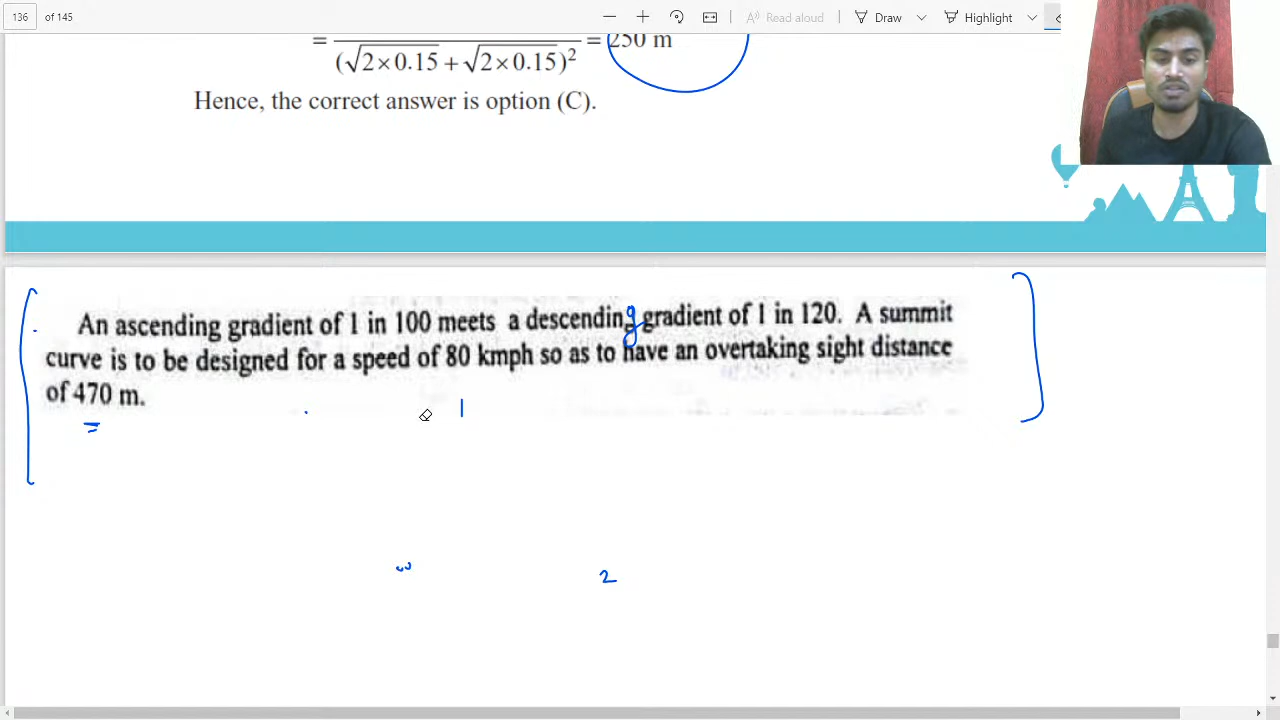 136 of 145
Read aloud
Draw
Highlight
= (√2×0.15 + √2×0.15)² = 250 m
Hence, the correct answer is option (C).
An ascending gradient of 1 in 100 meets a descending gradient of 1 in 120. A summit
curve is to be designed for a speed of 80 kmph so as to have an overtaking sight distance
of 470 m.
1
=
2